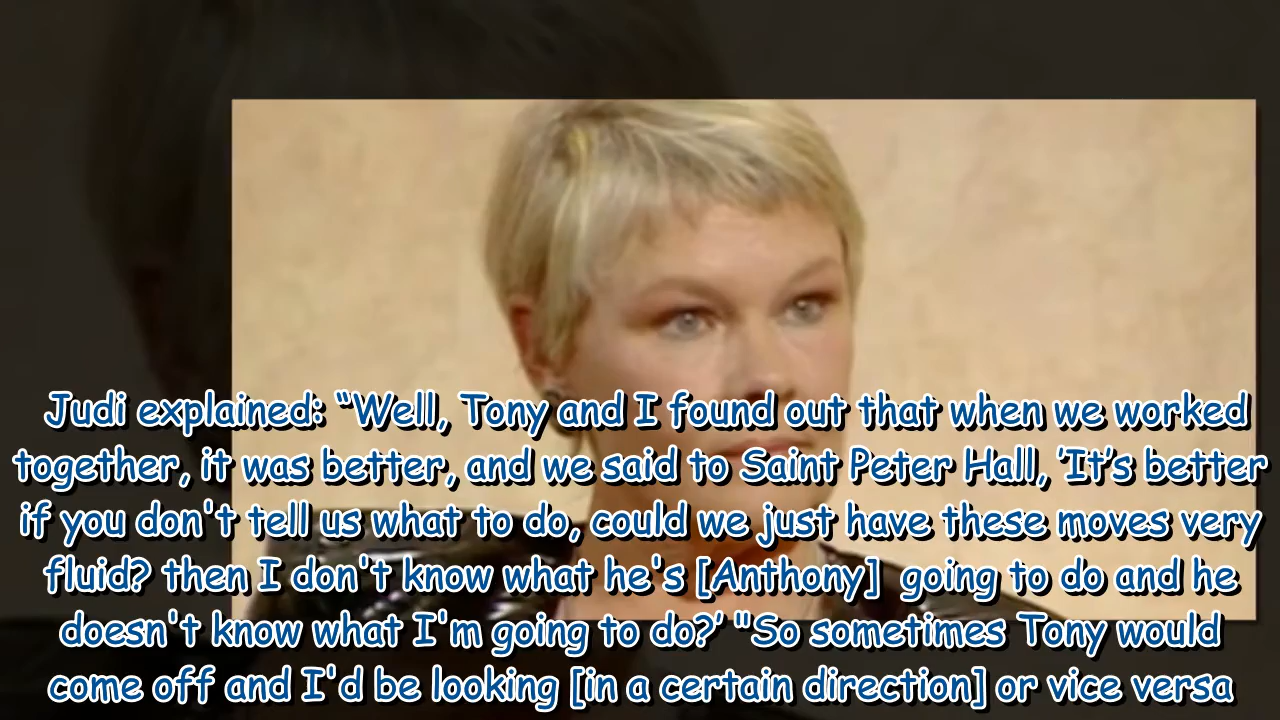 Judi explained: “Well, Tony and I found out that when we worked
together, it was better, and we said to Saint Peter Hall, ’It’s better
if you don't tell us what to do, could we just have these moves very
fluid? then I don't know what he's [Anthony]  going to do and he
doesn't know what I'm going to do?’ "So sometimes Tony would
come off and I'd be looking [in a certain direction] or vice versa